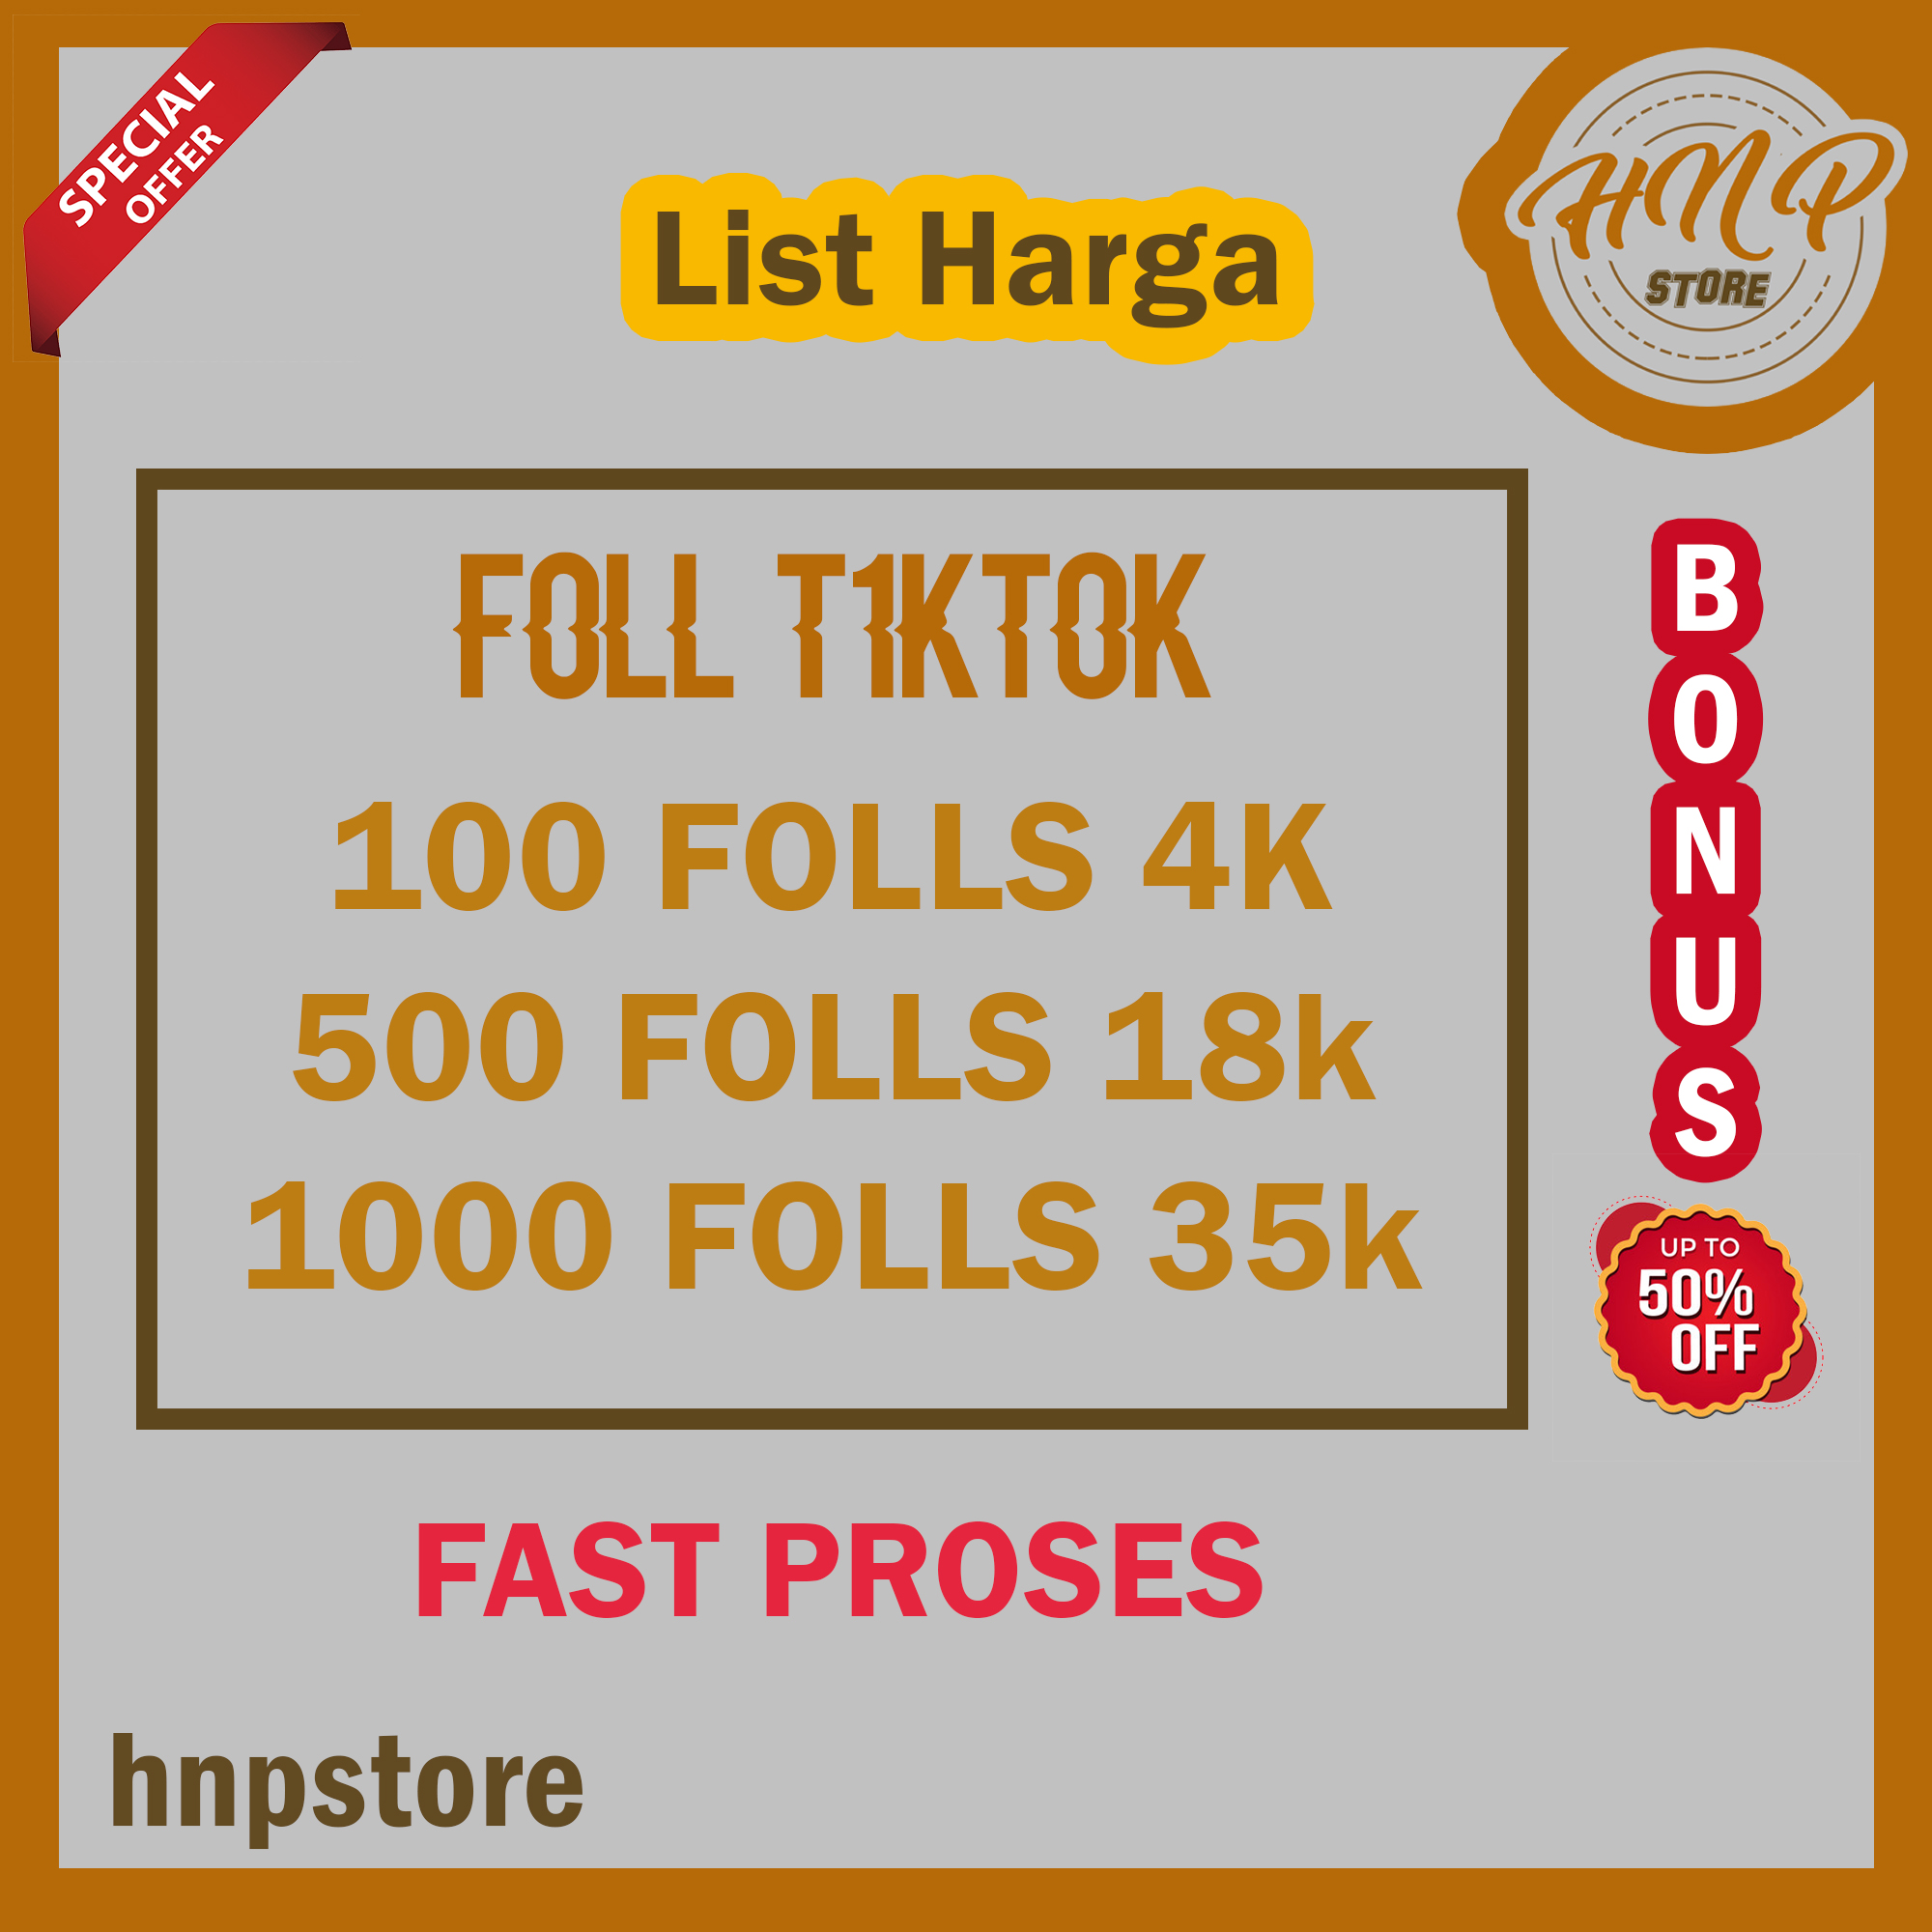 SPECIAL
OFFER
HNP
STORE
List Harga
FOLL T1KTOK
100 FOLLS 4K
500 FOLLS 18k
1000 FOLLS 35k
BONUS
UP TO
50%
OFF
FAST PROSES
hnpstore